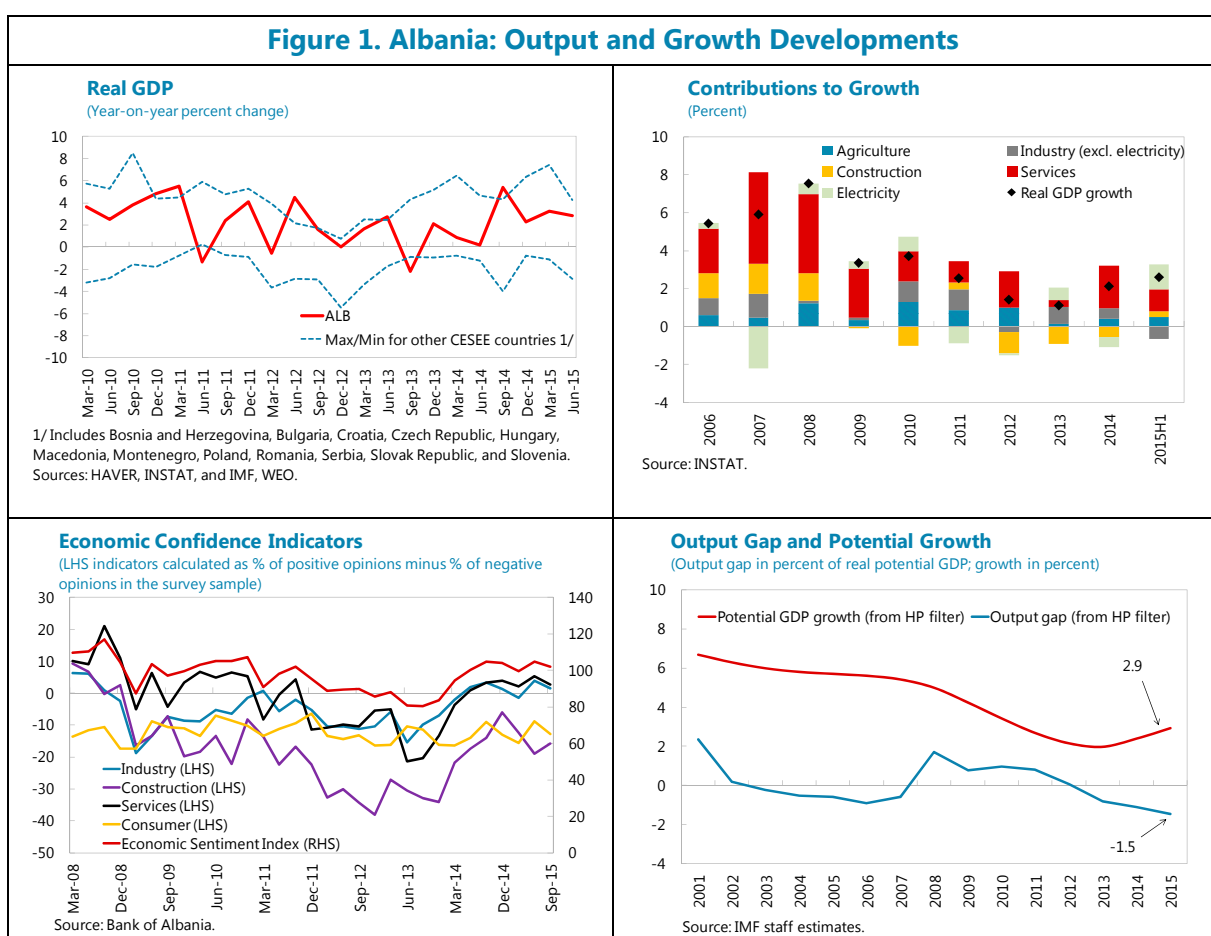 Figure 1. Albania: Output and Growth Developments
Real GDP
(Year-on-year percent change)
10
8
6
4
2
0
-2
-4
-6
-8
-10
ALB
Max/Min for other CESEE countries 1/
Mar-10
Jun-10
Sep-10
Dec-10
Mar-11
Jun-11
Sep-11
Dec-11
Mar-12
Jun-12
Sep-12
Dec-12
Mar-13
Jun-13
Sep-13
Dec-13
Mar-14
Jun-14
Sep-14
Dec-14
Mar-15
Jun-15
1/ Includes Bosnia and Herzegovina, Bulgaria, Croatia, Czech Republic, Hungary,
Macedonia, Montenegro, Poland, Romania, Serbia, Slovak Republic, and Slovenia.
Sources: HAVER, INSTAT, and IMF, WEO.
Contributions to Growth
(Percent)
10
8
6
4
2
0
-2
-4
Agriculture
Industry (excl. electricity)
Construction
Services
Electricity
Real GDP growth
2006
2007
2008
2009
2010
2011
2012
2013
2014
2015H1
Source: INSTAT.
Economic Confidence Indicators
(LHS indicators calculated as % of positive opinions minus % of negative
opinions in the survey sample)
30
20
10
0
-10
-20
-30
-40
-50
140
120
100
80
60
40
20
0
Industry (LHS)
Construction (LHS)
Services (LHS)
Consumer (LHS)
Economic Sentiment Index (RHS)
Mar-08
Dec-08
Sep-09
Jun-10
Mar-11
Dec-11
Sep-12
Jun-13
Mar-14
Dec-14
Sep-15
Source: Bank of Albania.
Output Gap and Potential Growth
(Output gap in percent of real potential GDP; growth in percent)
10
8
6
4
2
0
-2
-4
Potential GDP growth (from HP filter)
Output gap (from HP filter)
2.9
-1.5
2001
2002
2003
2004
2005
2006
2007
2008
2009
2010
2011
2012
2013
2014
2015
Source: IMF staff estimates.